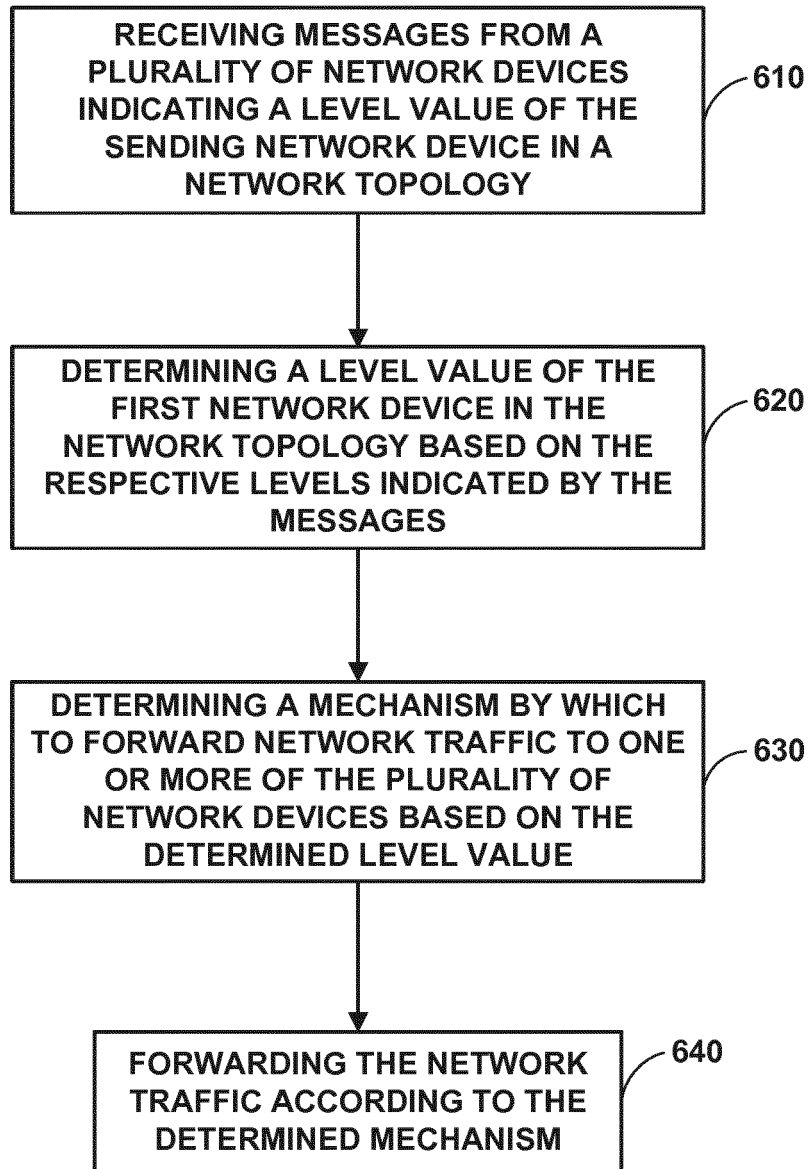 RECEIVING MESSAGES FROM A
PLURALITY OF NETWORK DEVICES
INDICATING A LEVEL VALUE OF THE
SENDING NETWORK DEVICE IN A
NETWORK TOPOLOGY
610
DETERMINING A LEVEL VALUE OF THE
FIRST NETWORK DEVICE IN THE
NETWORK TOPOLOGY BASED ON THE
RESPECTIVE LEVELS INDICATED BY THE
MESSAGES
620
DETERMINING A MECHANISM BY WHICH
TO FORWARD NETWORK TRAFFIC TO ONE
OR MORE OF THE PLURALITY OF
NETWORK DEVICES BASED ON THE
DETERMINED LEVEL VALUE
630
FORWARDING THE NETWORK
TRAFFIC ACCORDING TO THE
DETERMINED MECHANISM
640